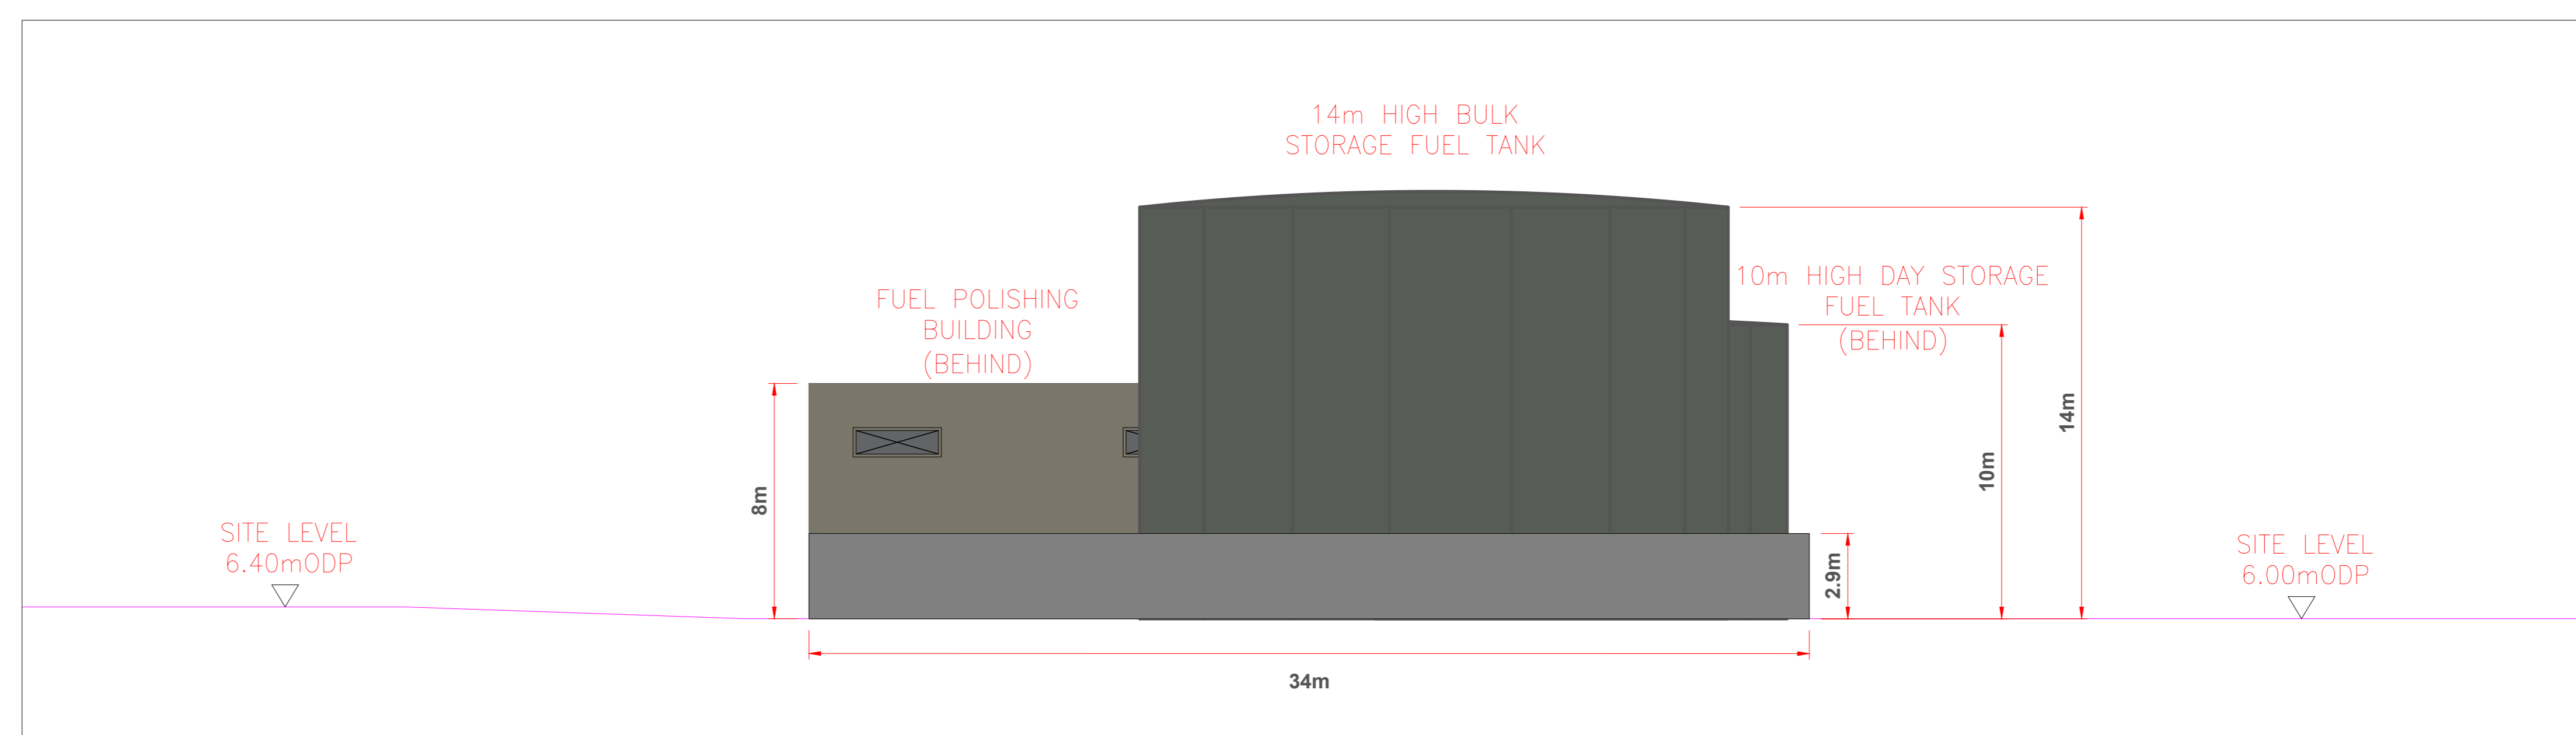 14m HIGH BULK
STORAGE FUEL TANK
10m HIGH DAY STORAGE
FUEL TANK
(BEHIND)
FUEL POLISHING
BUILDING
(BEHIND)
8m
14m
10m
2.9m
SITE LEVEL
6.40mODP
SITE LEVEL
6.00mODP
34m